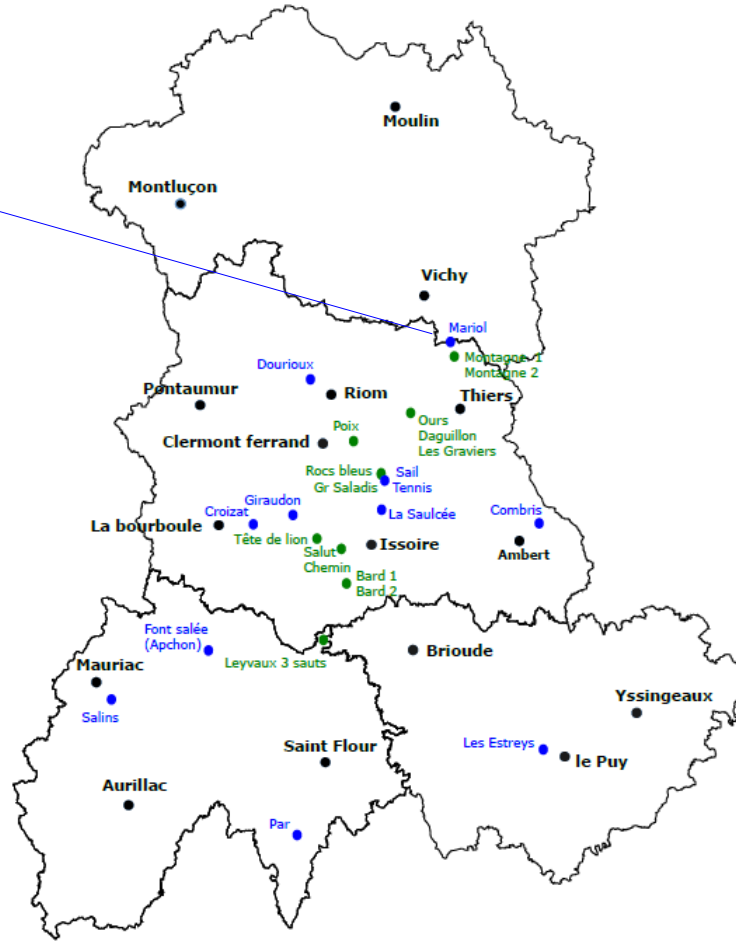 Moulin
Montluçon
Vichy
Mariol
Montagne 1
Montagne 2
Dourioux
Pontaumur
Riom
Thiers
Ours
Daguillon
Les Graviers
Poix
Clermont ferrand
Rocs bleus
Gr Saladis
Sail
Tennis
Giraudon
Croizat
La Saulcée
Combris
La bourboule
Tête de lion
Issoire
Salut
Chemin
Ambert
Bard 1
Bard 2
Font salée
(Apchon)
Leyvaux 3 sauts
Brioude
Mauriac
Salins
Yssingeaux
Saint Flour
Les Estreys
le Puy
Aurillac
Par